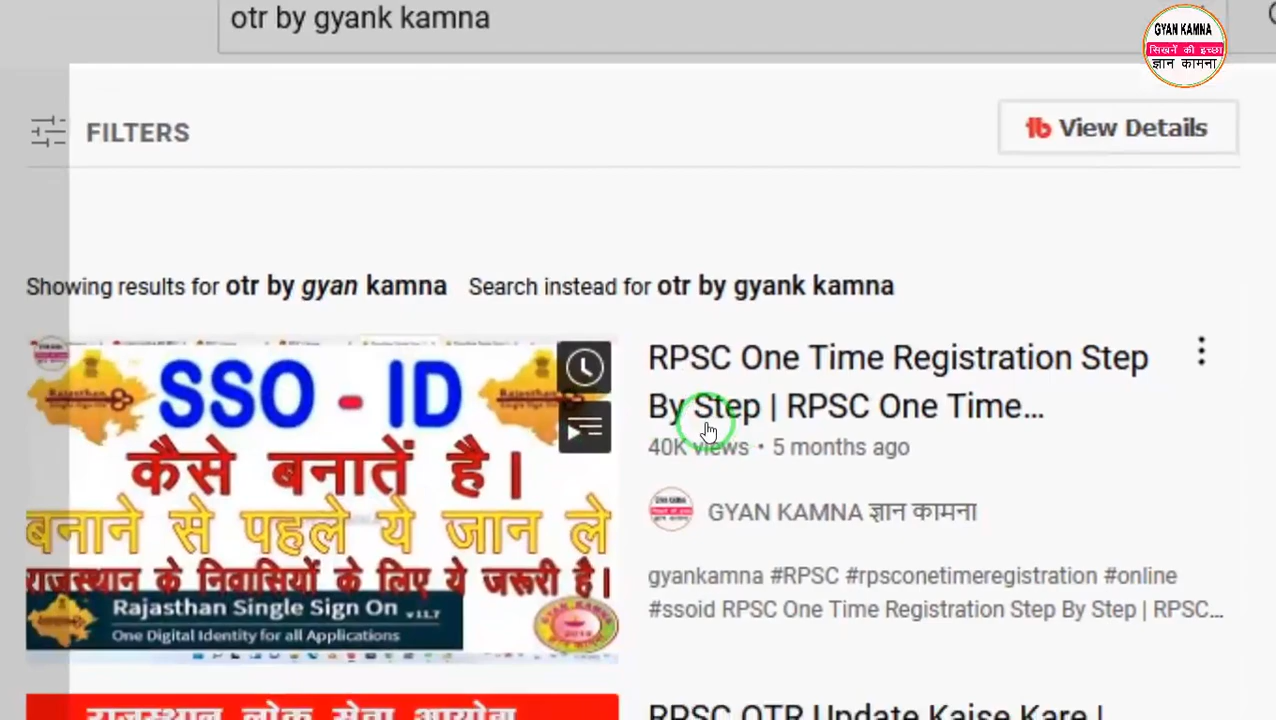 otr by gyank kamna
GYAN KAMNA
सिखनें की इच्छा
ज्ञान कामना
FILTERS
View Details
Showing results for otr by gyan kamna Search instead for otr by gyank kamna
SSO - ID
कैसे बनातें है।
बनाने से पहले ये जान ले
राजस्थान के निवासियों के लिए ये जरूरी है।
Rajasthan Single Sign On v11.7
One Digital Identity for all Applications
RPSC One Time Registration Step
By Step | RPSC One Time...
40K views • 5 months ago
GYAN KAMNA ज्ञान कामना
gyankamna #RPSC #rpsconetimeregistration #online
#ssoid RPSC One Time Registration Step By Step | RPSC...
राजस्थान लोक सेवा आयोग
RPSC OTR Update Kaise Kare |